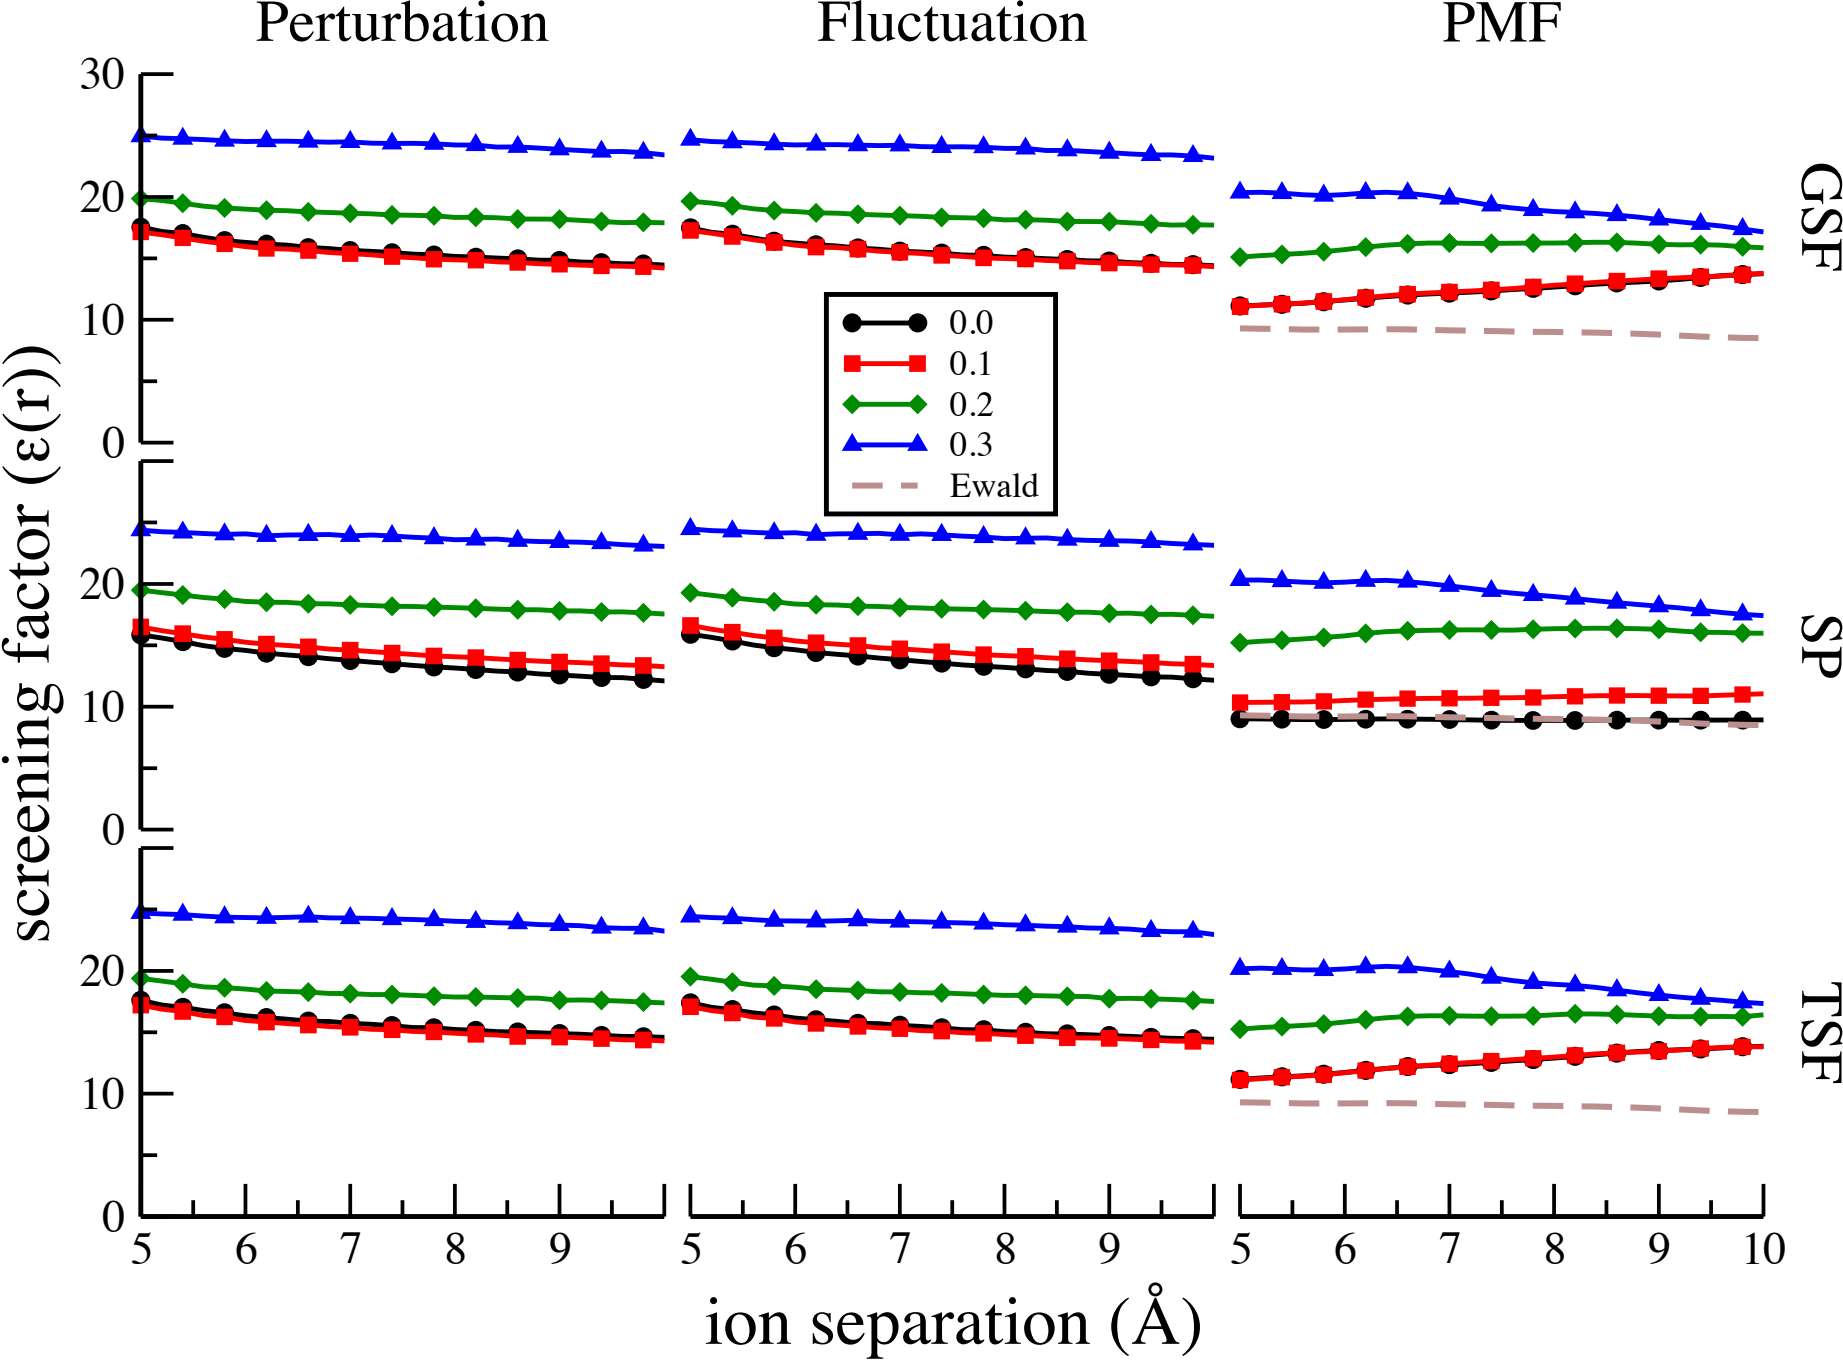 Perturbation Fluctuation PMF
30
20
10
0
GSF
0.0
0.1
0.2
0.3
Ewald
screening factor (ε(r))
20
10
0
SP
20
10
0
TSF
5 6 7 8 9 5 6 7 8 9 5 6 7 8 9 10
ion separation (Å)